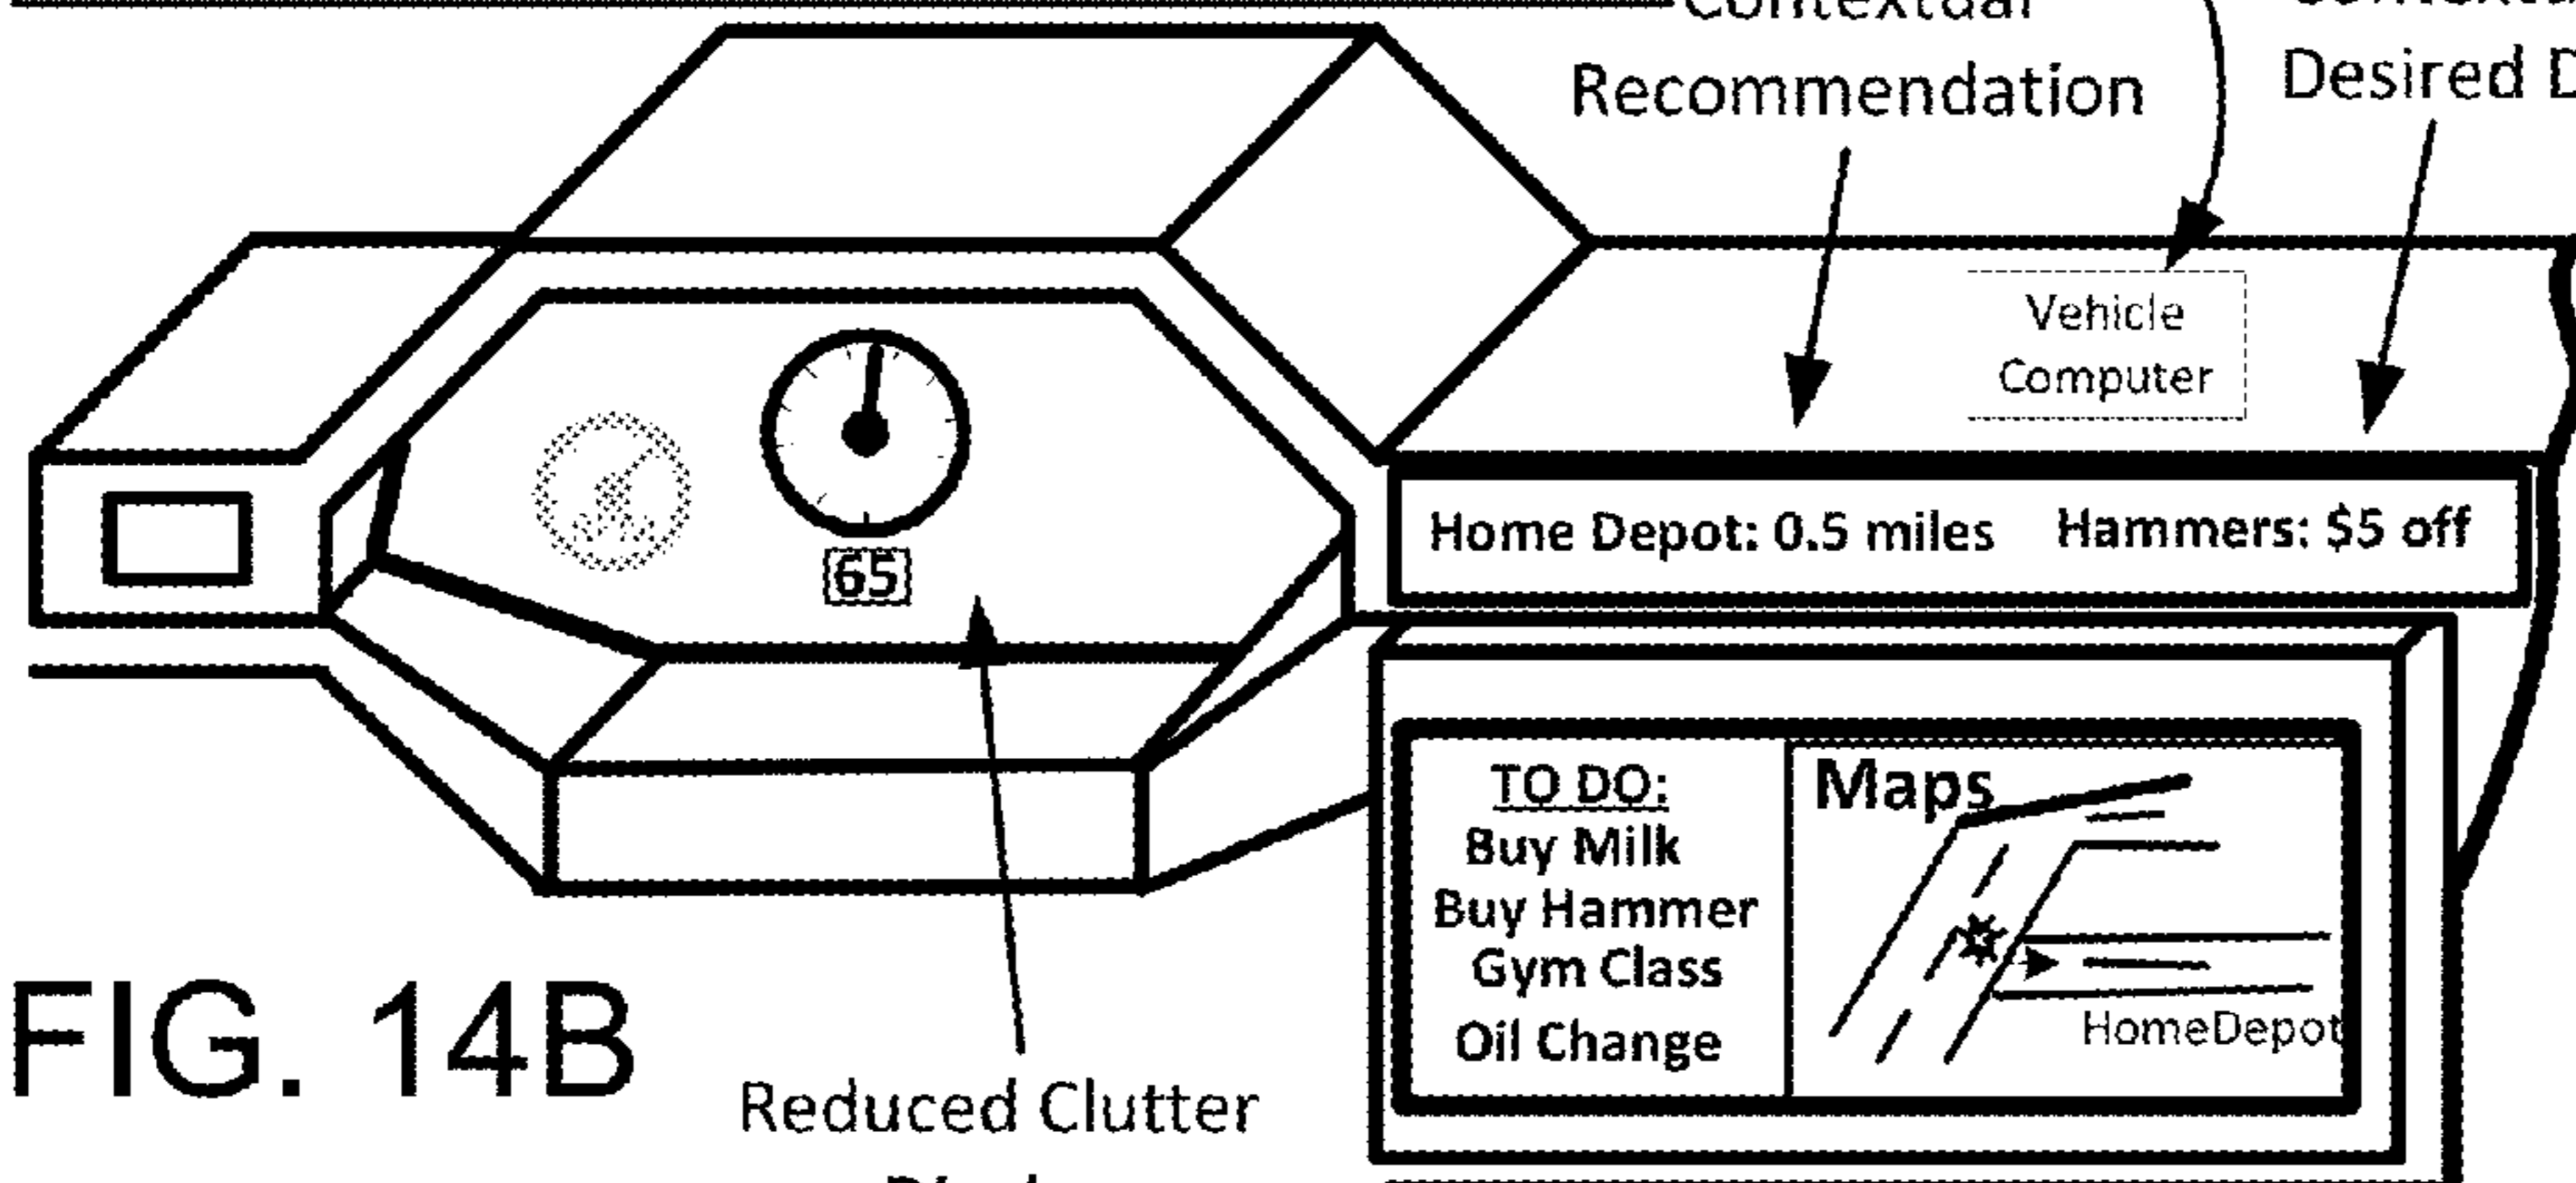 Contextual
Recommendation
Desired
Vehicle
Computer
65
Home Depot: 0.5 miles
Hammers: $5 off
TO DO:
Buy Milk
Buy Hammer
Gym Class
Oil Change
Maps
HomeDepot
FIG. 14B
Reduced Clutter